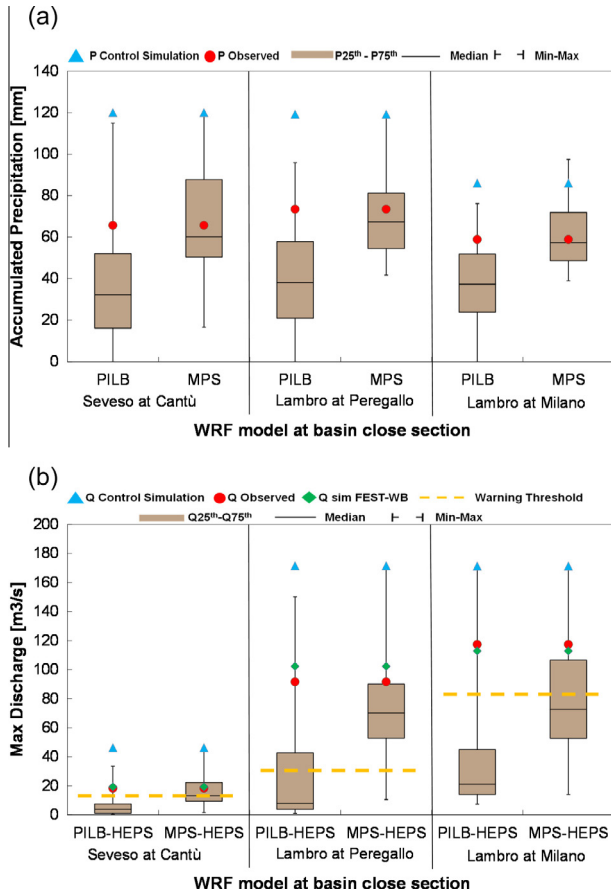 (a)
P Control Simulation P Observed P25th - P75th Median Min-Max
Accumulated Precipitation [mm]
140
120
100
80
60
40
20
0
PILB MPS PILB MPS PILB MPS
Seveso at Cantù Lambro at Peregallo Lambro at Milano
WRF model at basin close section
(b)
Q Control Simulation Q Observed Q sim FEST-WB Warning Threshold
Q25th-Q75th Median Min-Max
Max Discharge [m3/s]
200
180
160
140
120
100
80
60
40
20
0
PILB-HEPS MPS-HEPS PILB-HEPS MPS-HEPS PILB-HEPS MPS-HEPS
Seveso at Cantù Lambro at Peregallo Lambro at Milano
WRF model at basin close section